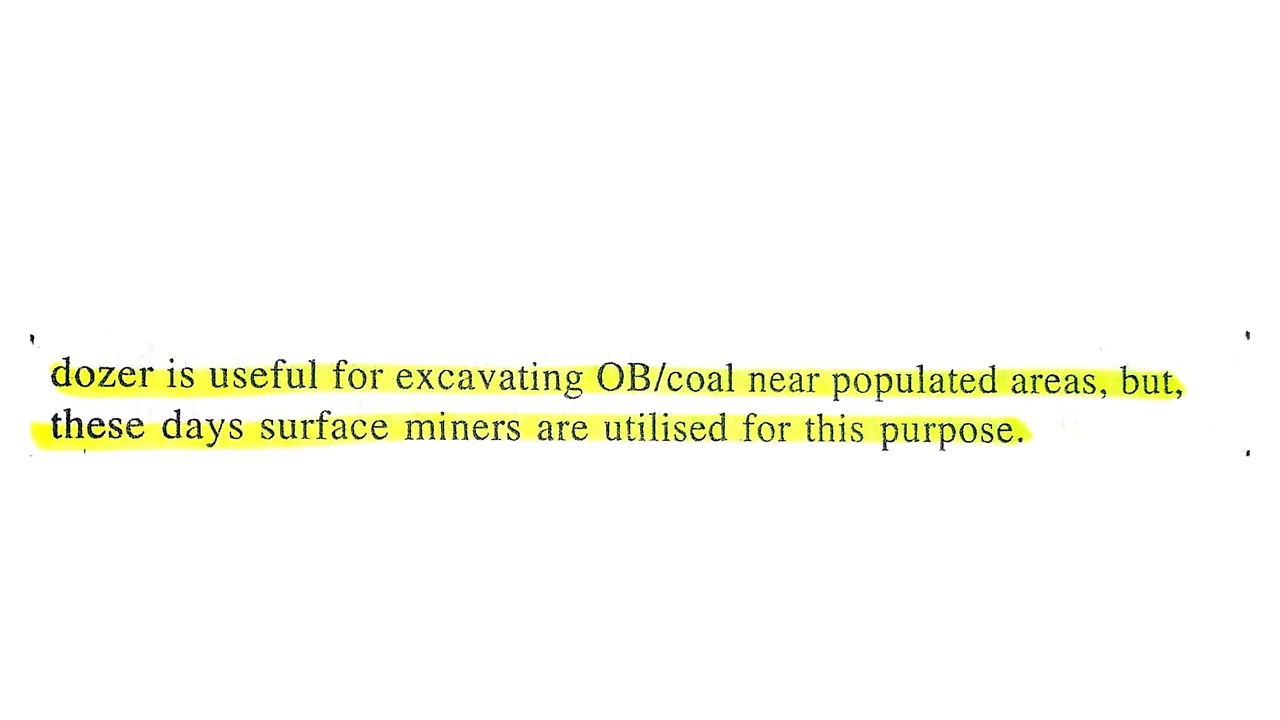 dozer is useful for excavating OB/coal near populated areas, but,
these days surface miners are utilised for this purpose.